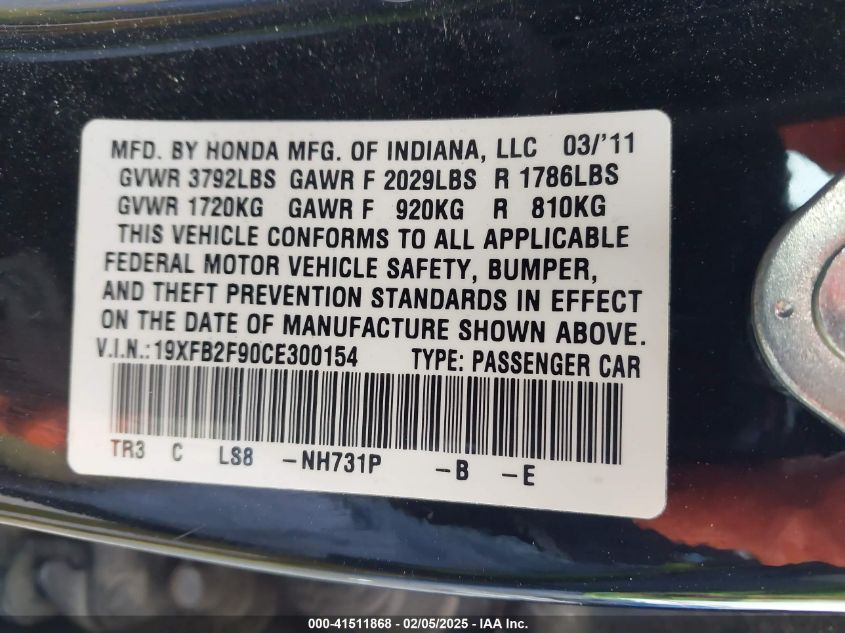 MFD. BY HONDA MFG. OF INDIANA, LLC 03/'11
GVWR 3792LBS GAWR F 2029LBS R 1786LBS
GVWR 1720KG GAWR F 920KG R 810KG
THIS VEHICLE CONFORMS TO ALL APPLICABLE
FEDERAL MOTOR VEHICLE SAFETY, BUMPER,
AND THEFT PREVENTION STANDARDS IN EFFECT
ON THE DATE OF MANUFACTURE SHOWN ABOVE.
V.I.N.:19XFB2F90CE300154 TYPE: PASSENGER CAR
TR3 C LS8 -NH731P -B -E
000-41511868 - 02/05/2025 - IAA Inc.